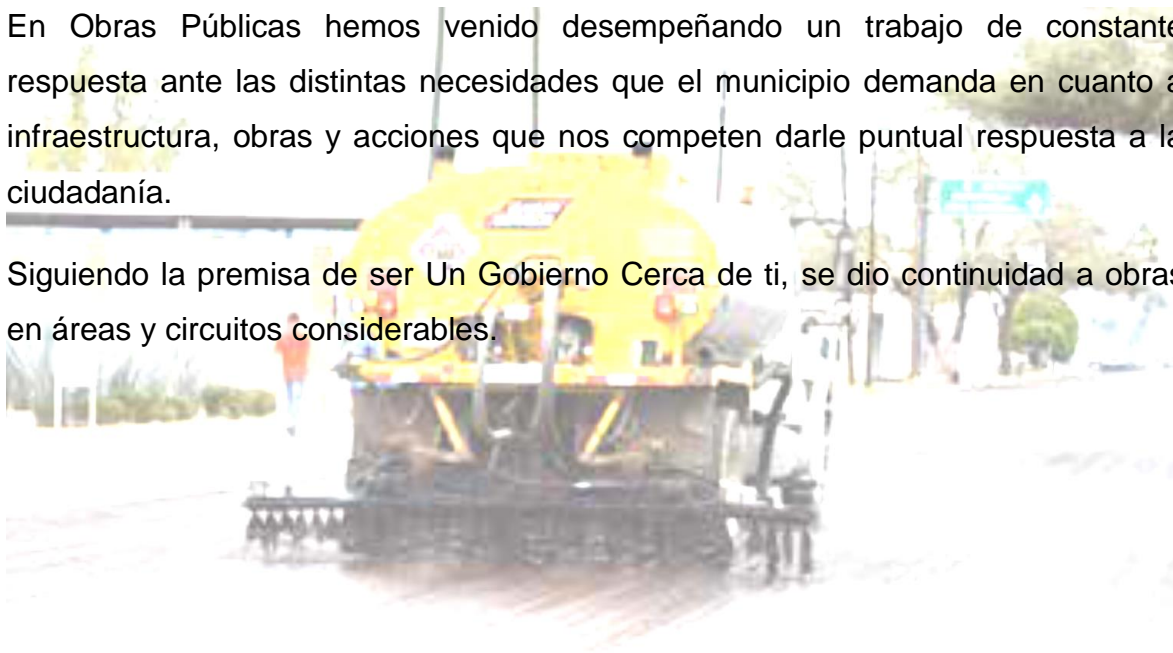 En Obras Públicas hemos venido desempeñando un trabajo de constante
respuesta ante las distintas necesidades que el municipio demanda en cuanto a
infraestructura, obras y acciones que nos competen darle puntual respuesta a la
ciudadanía.
Siguiendo la premisa de ser Un Gobierno Cerca de ti, se dio continuidad a obras
en áreas y circuitos considerables.